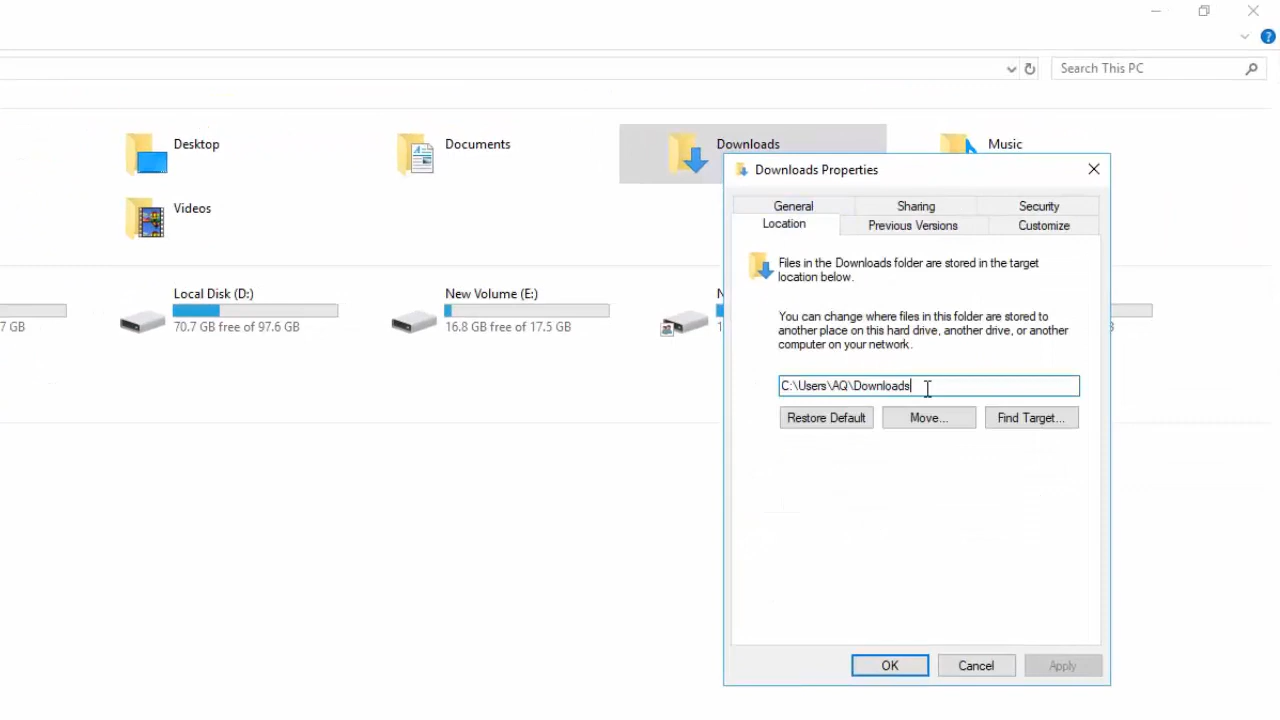 Search This PC
Desktop
Documents
Downloads
Music
Videos
Downloads Properties
General
Sharing
Security
Location
Previous Versions
Customize
Files in the Downloads folder are stored in the target
location below.
You can change where files in this folder are stored to
another place on this hard drive, another drive, or another
computer on your network.
C:\Users\AQ\Downloads
Restore Default
Move...
Find Target...
OK
Cancel
Apply
7 GB
Local Disk (D:)
70.7 GB free of 97.6 GB
New Volume (E:)
16.8 GB free of 17.5 GB